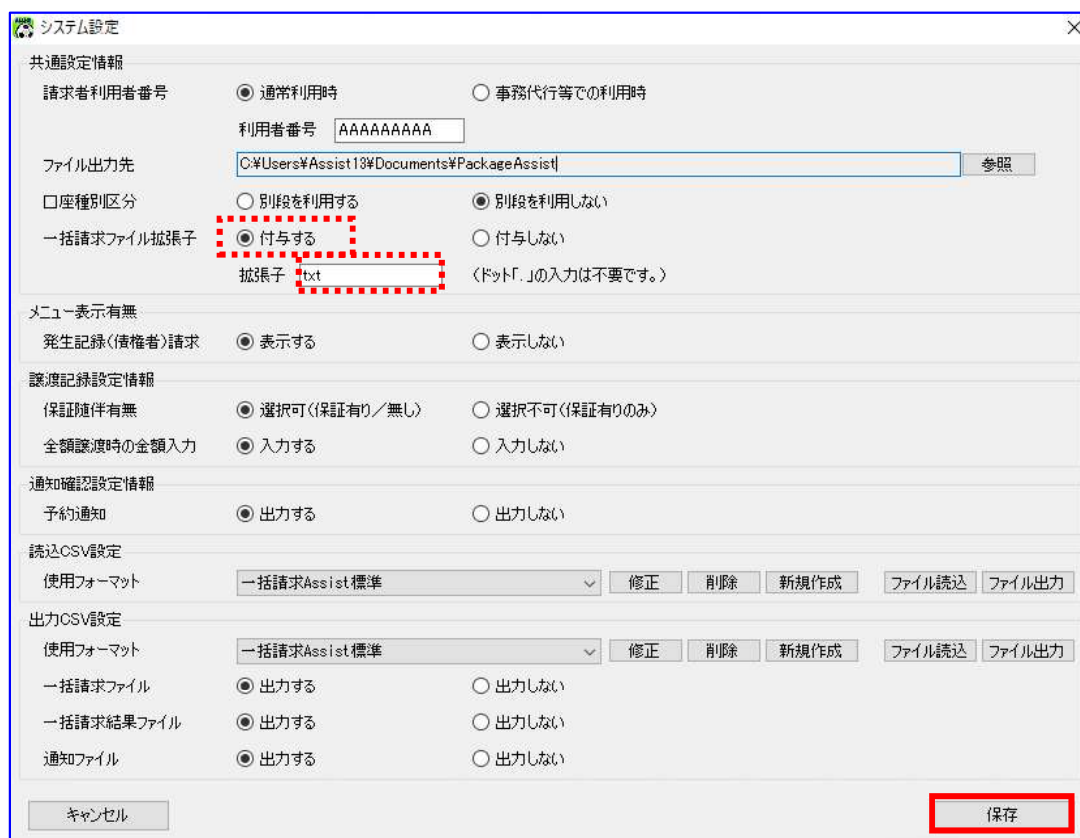 システム設定
共通設定情報
請求者利用者番号 通常利用時 事務代行等での利用時
利用者番号 AAAAAAAAA
ファイル出力先 C:¥Users¥Assist13¥Documents¥PackageAssist 参照
口座種別区分 別段を利用する 別段を利用しない
一括請求ファイル拡張子 付与する 付与しない
拡張子 txt (ドット「.」の入力は不要です。)
メニュー表示有無
発生記録(債権者)請求 表示する 表示しない
譲渡記録設定情報
保証随伴有無 選択可(保証有り/無し) 選択不可(保証有りのみ)
全額譲渡時の金額入力 入力する 入力しない
通知確認設定情報
予約通知 出力する 出力しない
読込CSV設定
使用フォーマット 一括請求Assist標準 修正 削除 新規作成 ファイル読込 ファイル出力
出力CSV設定
使用フォーマット 一括請求Assist標準 修正 削除 新規作成 ファイル読込 ファイル出力
一括請求ファイル 出力する 出力しない
一括請求結果ファイル 出力する 出力しない
通知ファイル 出力する 出力しない
キャンセル 保存